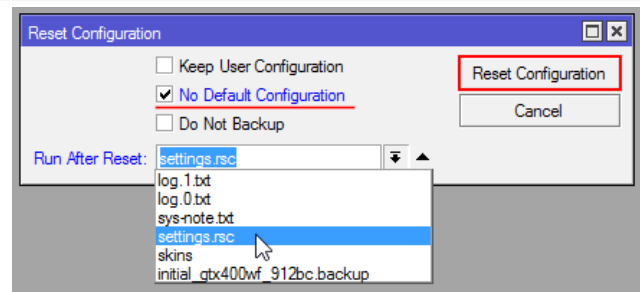 Reset Configuration
Keep User Configuration
No Default Configuration
Do Not Backup
Reset Configuration
Cancel
Run After Reset: settings.rsc
log.1.txt
log.0.txt
sys-note.txt
settings.rsc
skins
initial_gtx400wf_912bc.backup